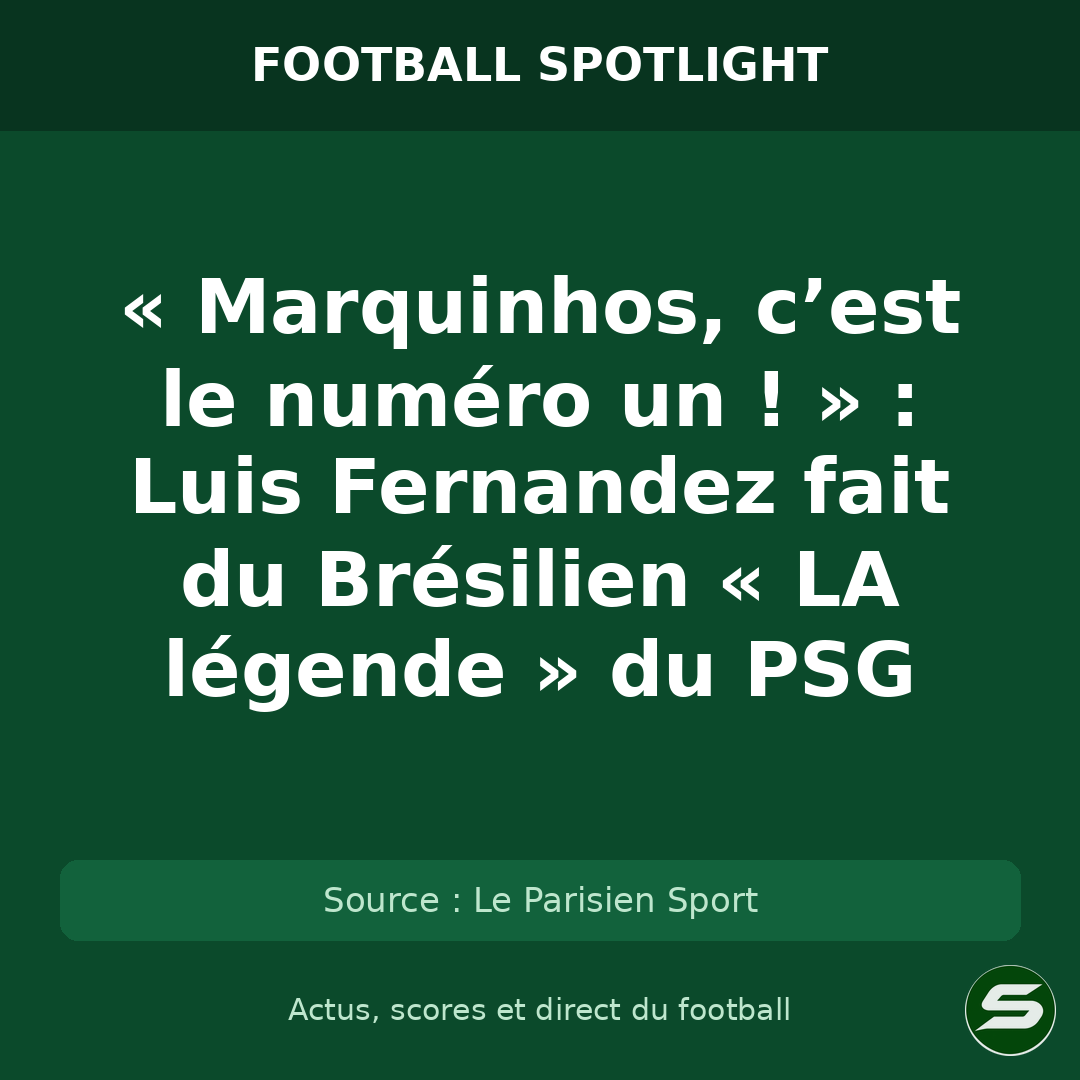 FOOTBALL SPOTLIGHT
« Marquinhos, c’est
le numéro un ! » :
Luis Fernandez fait
du Brésilien « LA
légende » du PSG
Source : Le Parisien Sport
Actus, scores et direct du football
S